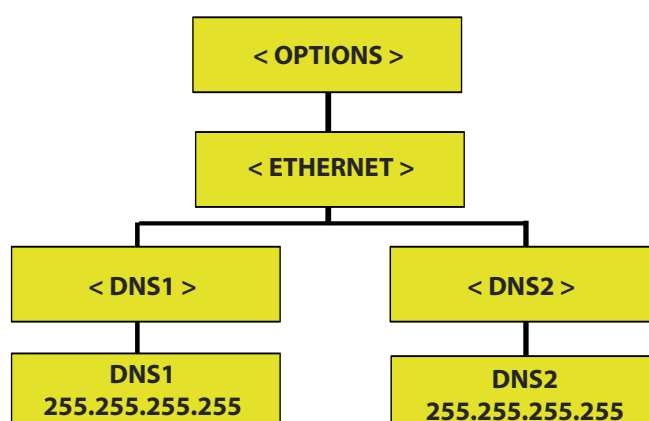 < OPTIONS >
< ETHERNET >
< DNS1 >
< DNS2 >
DNS1
255.255.255.255
DNS2
255.255.255.255